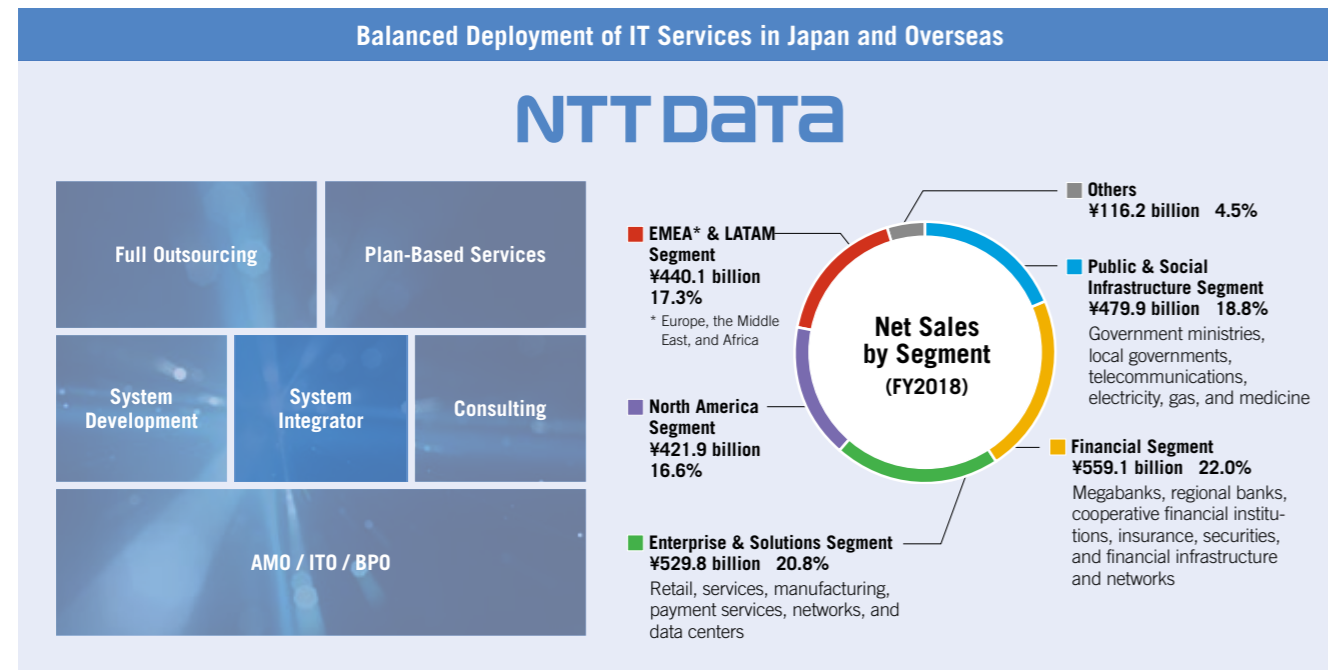 Balanced Deployment of IT Services in Japan and Overseas
NTT DATA
Full Outsourcing
Plan-Based Services
System
Development
System
Integrator
Consulting
AMO / ITO / BPO
Net Sales
by Segment
(FY2018)
Others
¥116.2 billion 4.5%
Public & Social
Infrastructure Segment
¥479.9 billion 18.8%
Government ministries,
local governments,
telecommunications,
electricity, gas, and medicine
Financial Segment
¥559.1 billion 22.0%
Megabanks, regional banks,
cooperative financial institu-
tions, insurance, securities,
and financial infrastructure
and networks
Enterprise & Solutions Segment
¥529.8 billion 20.8%
Retail, services, manufacturing,
payment services, networks, and
data centers
North America
Segment
¥421.9 billion
16.6%
EMEA* & LATAM
Segment
¥440.1 billion
17.3%
* Europe, the Middle
East, and Africa